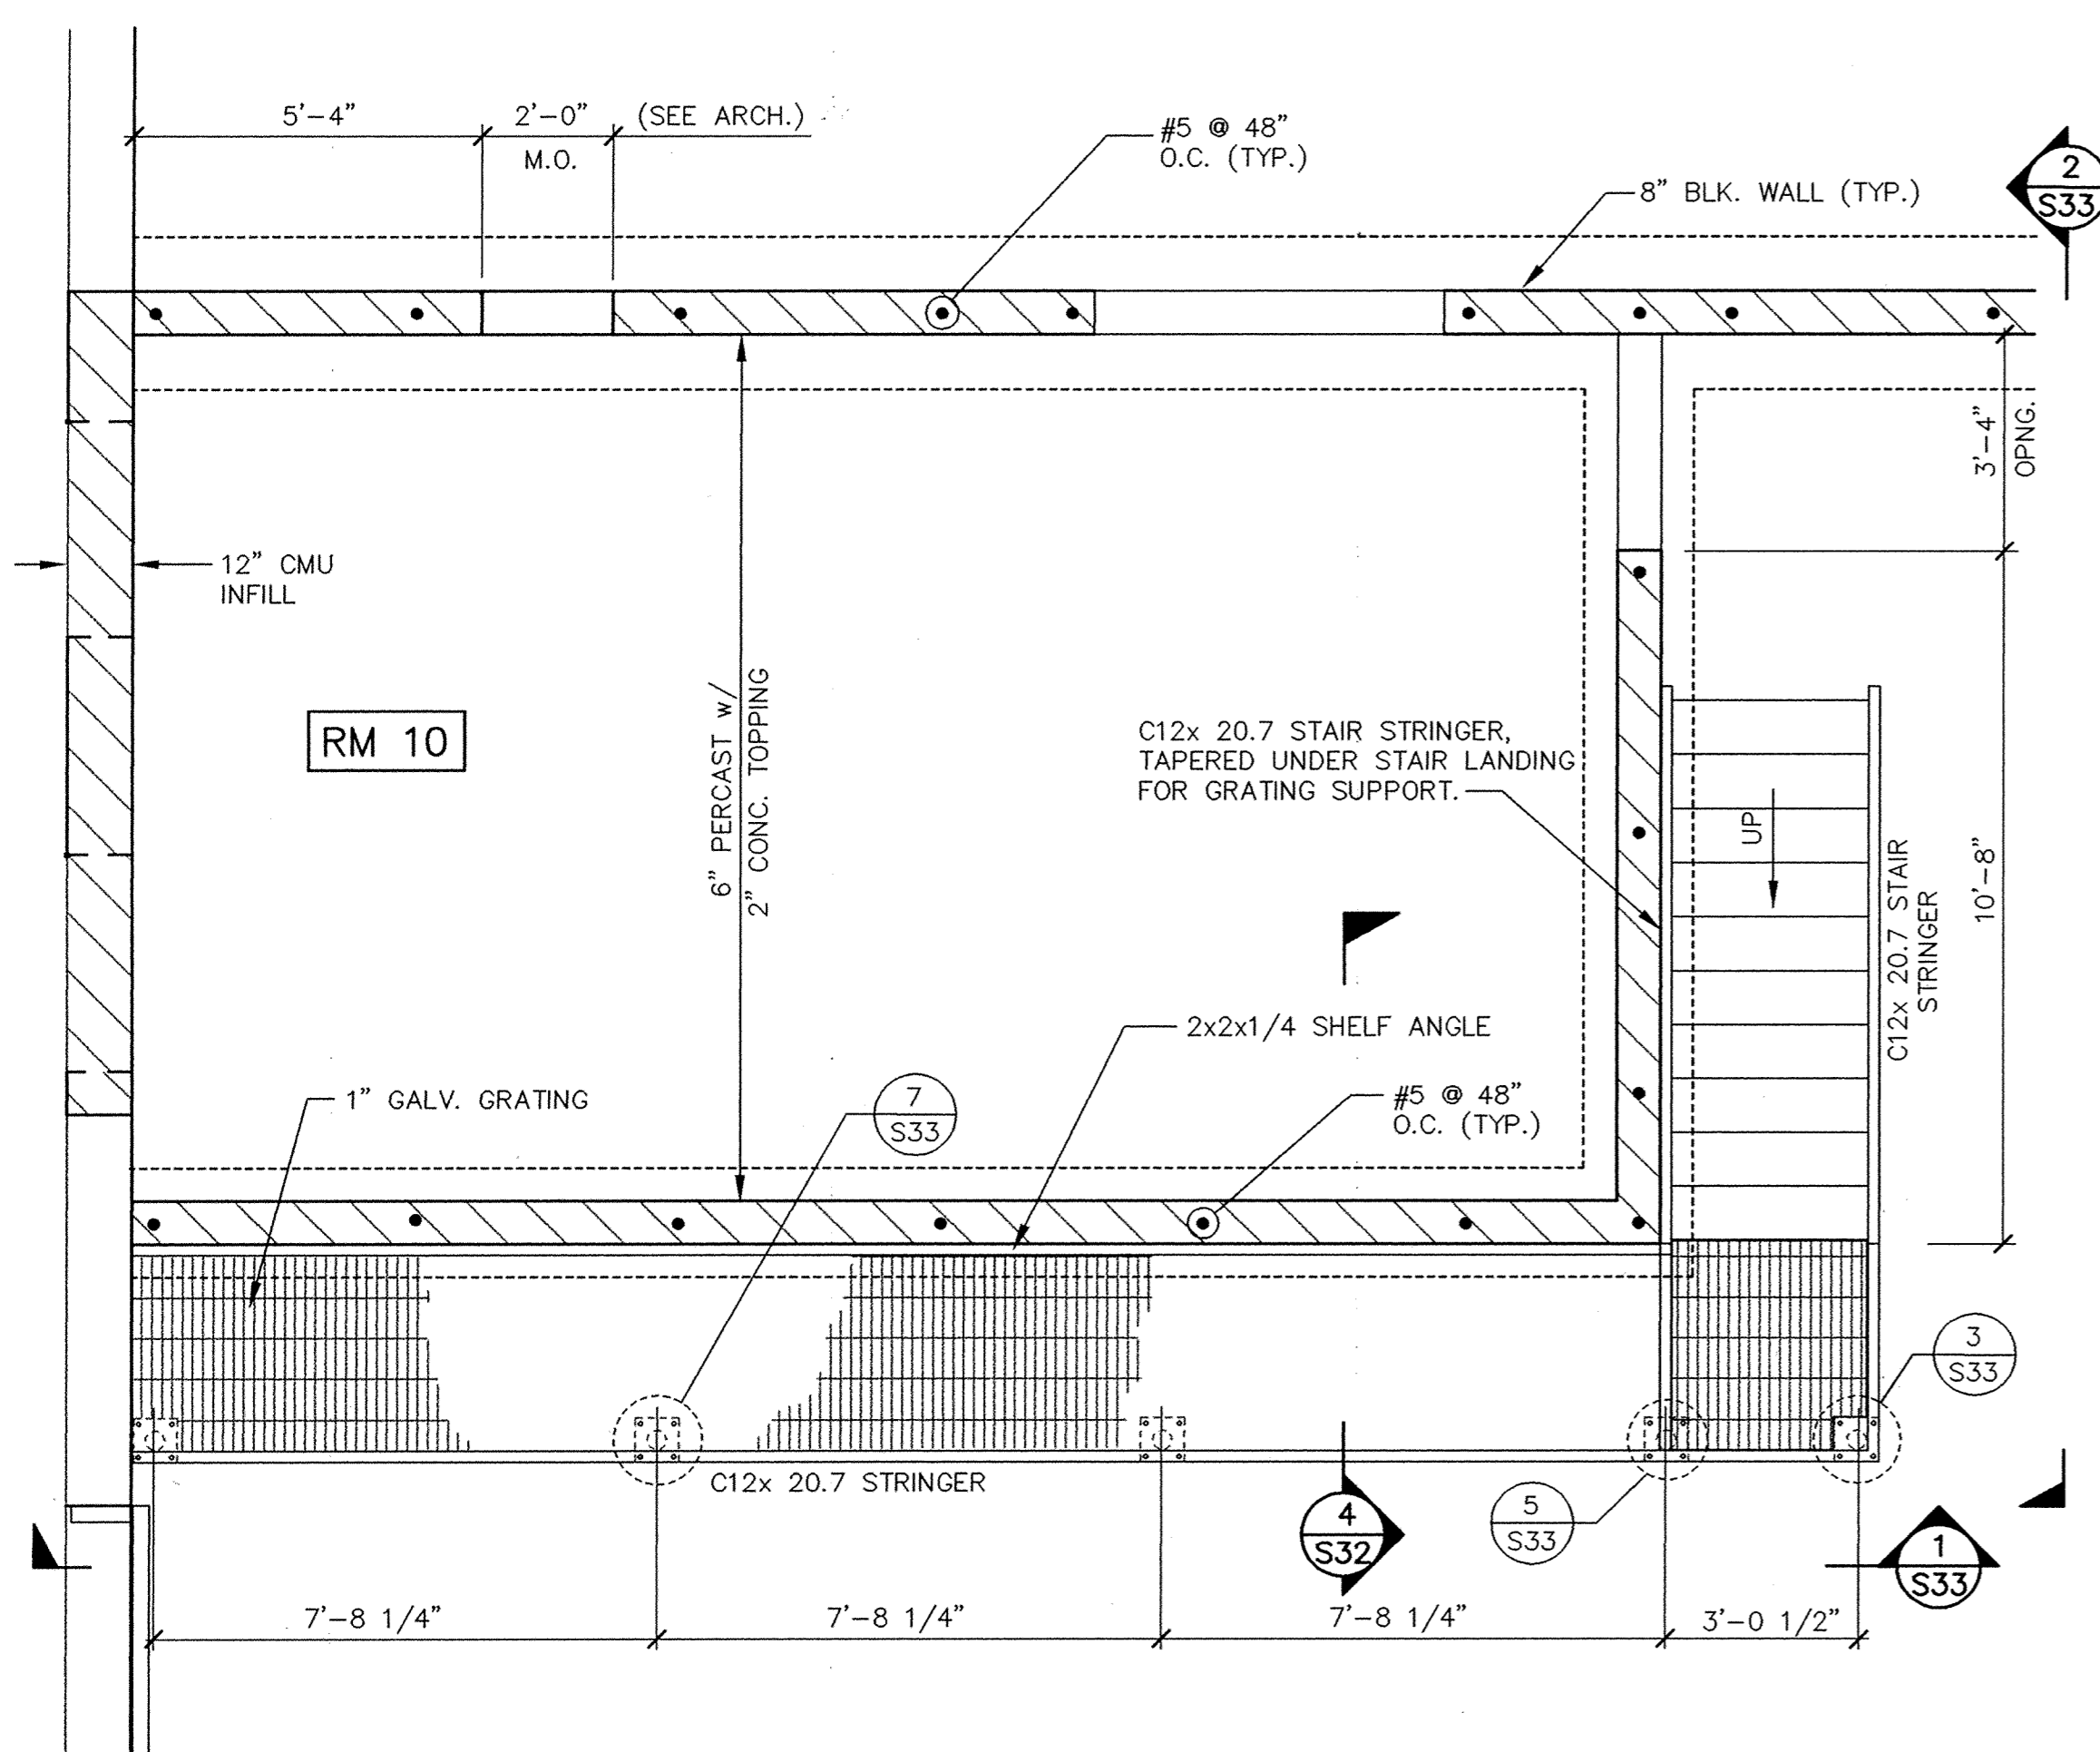 5'-4"
2'-0"
(SEE ARCH.)
M.O.
#5 @ 48"
O.C. (TYP.)
8" BLK. WALL (TYP.)
2
S33
3'-4"
OPNG.
12" CMU
INFILL
RM 10
6" PERCAST w/
2" CONC. TOPPING
C12x 20.7 STAIR STRINGER,
TAPERED UNDER STAIR LANDING
FOR GRATING SUPPORT.
UP
C12x 20.7 STAIR
STRINGER
10'-8"
2x2x1/4 SHELF ANGLE
1" GALV. GRATING
7
S33
#5 @ 48"
O.C. (TYP.)
3
S33
C12x 20.7 STRINGER
4
S32
5
S33
1
S33
7'-8 1/4"
7'-8 1/4"
7'-8 1/4"
3'-0 1/2"